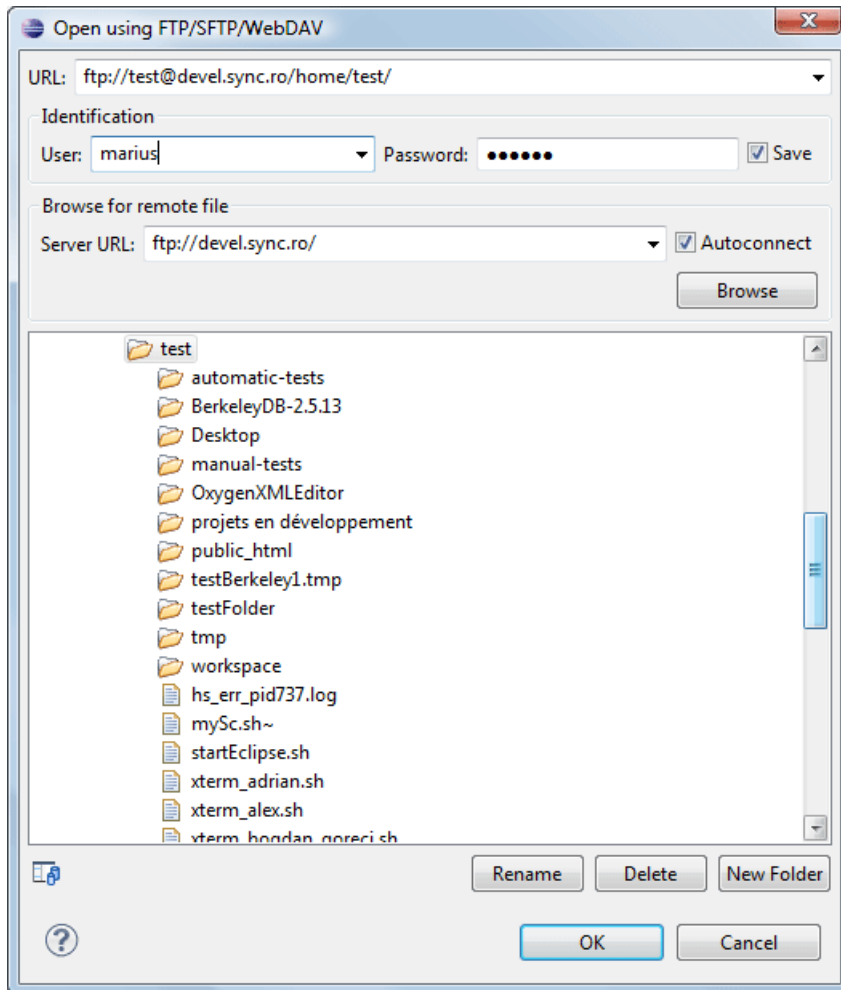 Open using FTP/SFTP/WebDAV
URL: ftp://test@devel.sync.ro/home/test/
Identification
User: marius Password: ●●●●●● Save
Browse for remote file
Server URL: ftp://devel.sync.ro/ Autoconnect
Browse
test
automatic-tests
BerkeleyDB-2.5.13
Desktop
manual-tests
OxygenXMLEditor
projets en développement
public_html
testBerkeley1.tmp
testFolder
tmp
workspace
hs_err_pid737.log
mySc.sh~
startEclipse.sh
xterm_adrian.sh
xterm_alex.sh
xterm_bogdan_goreci.sh
Rename Delete New Folder
? OK Cancel